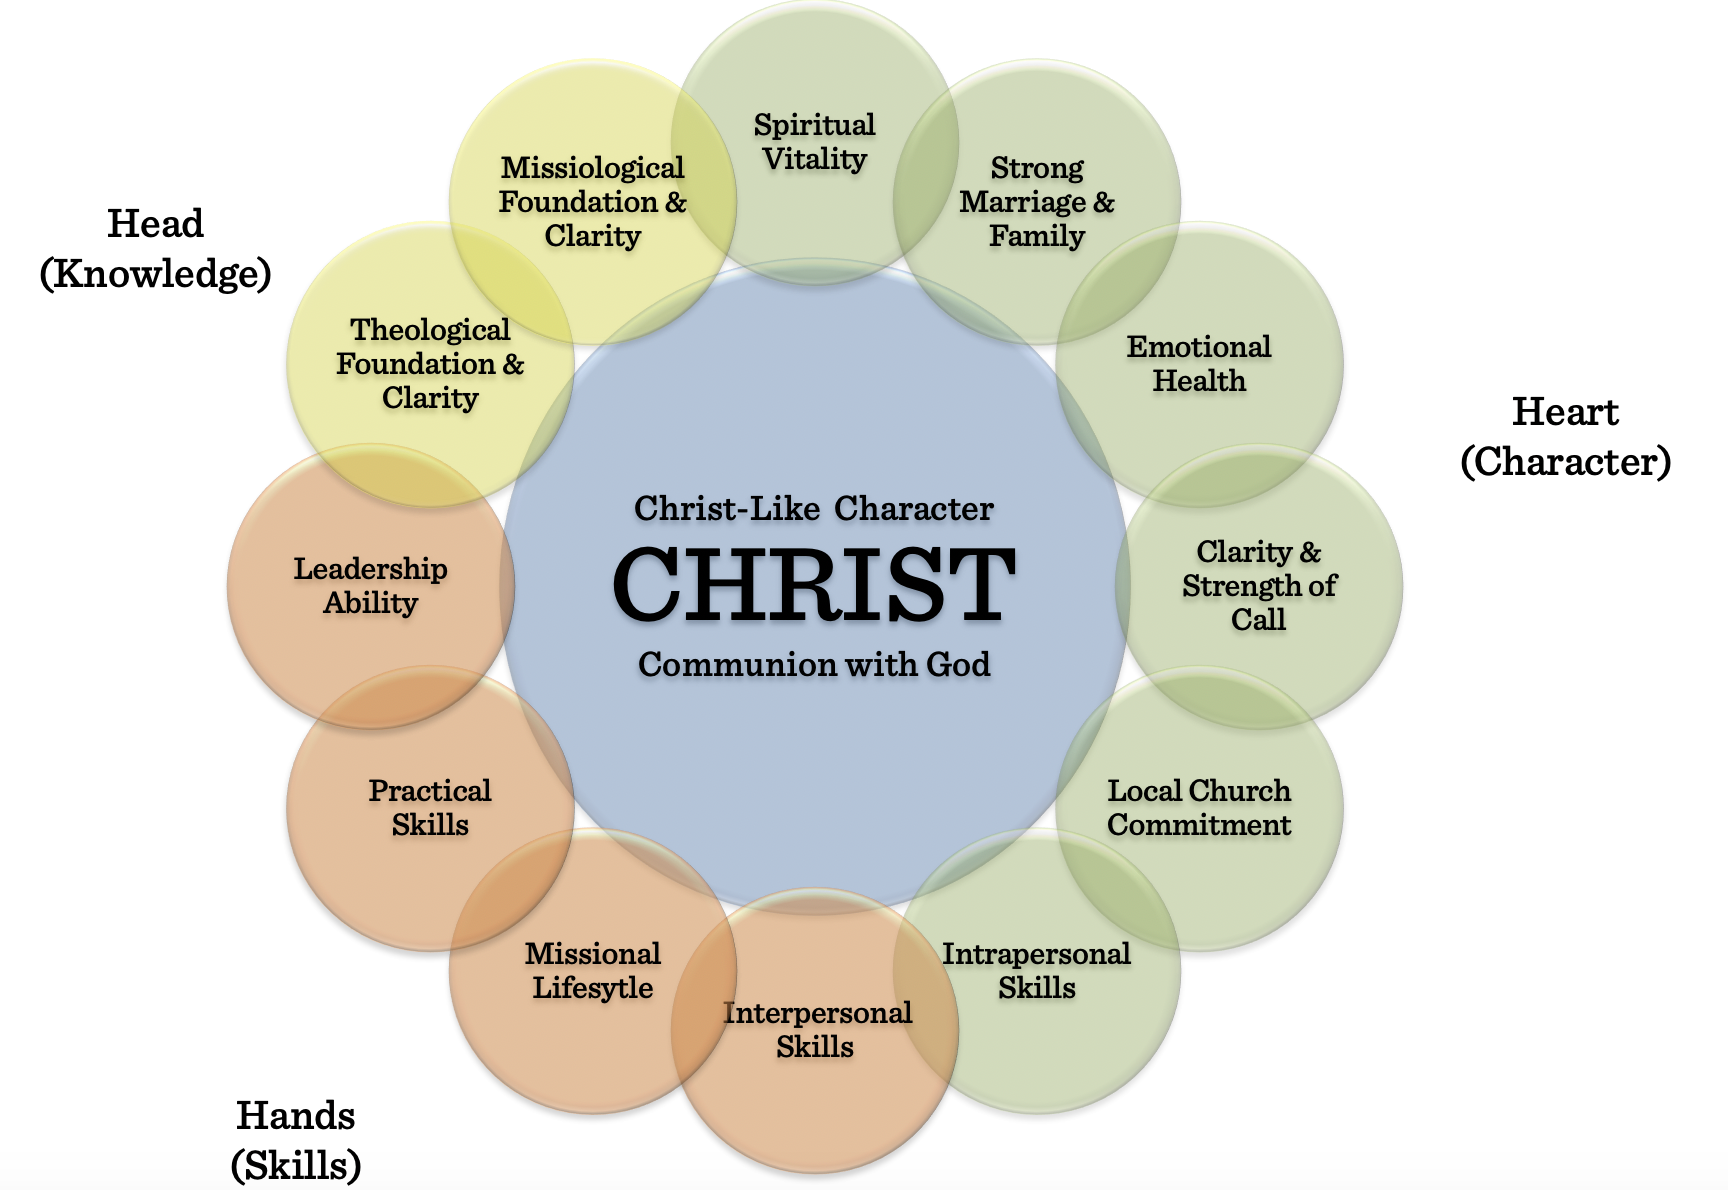 Spiritual
Vitality
Strong
Marriage &
Family
Emotional
Health
Clarity &
Strength of
Call
Local Church
Commitment
Intrapersonal
Skills
Interpersonal
Skills
Missional
Lifesytle
Practical
Skills
Leadership
Ability
Theological
Foundation &
Clarity
Missiological
Foundation &
Clarity
Christ-Like Character
CHRIST
Communion with God
Head
(Knowledge)
Heart
(Character)
Hands
(Skills)